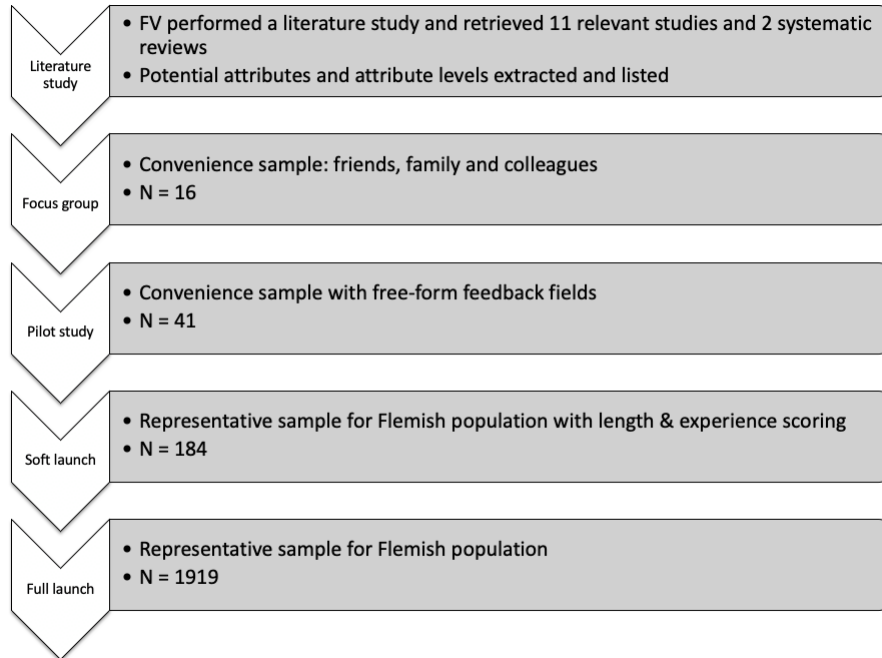 Literature
study
• FV performed a literature study and retrieved 11 relevant studies and 2 systematic
reviews
• Potential attributes and attribute levels extracted and listed
Focus group
• Convenience sample: friends, family and colleagues
• N = 16
Pilot study
• Convenience sample with free-form feedback fields
• N = 41
Soft launch
• Representative sample for Flemish population with length & experience scoring
• N = 184
Full launch
• Representative sample for Flemish population
• N = 1919